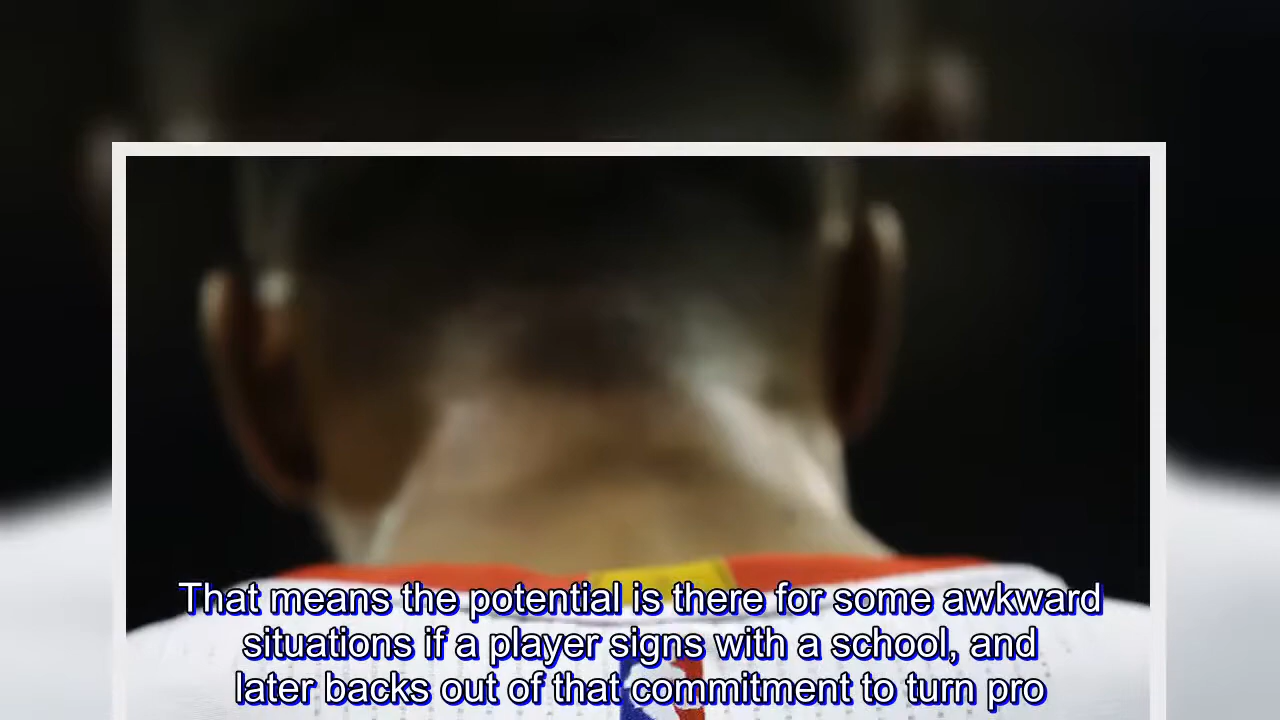 That means the potential is there for some awkward
situations if a player signs with a school, and
later backs out of that commitment to turn pro